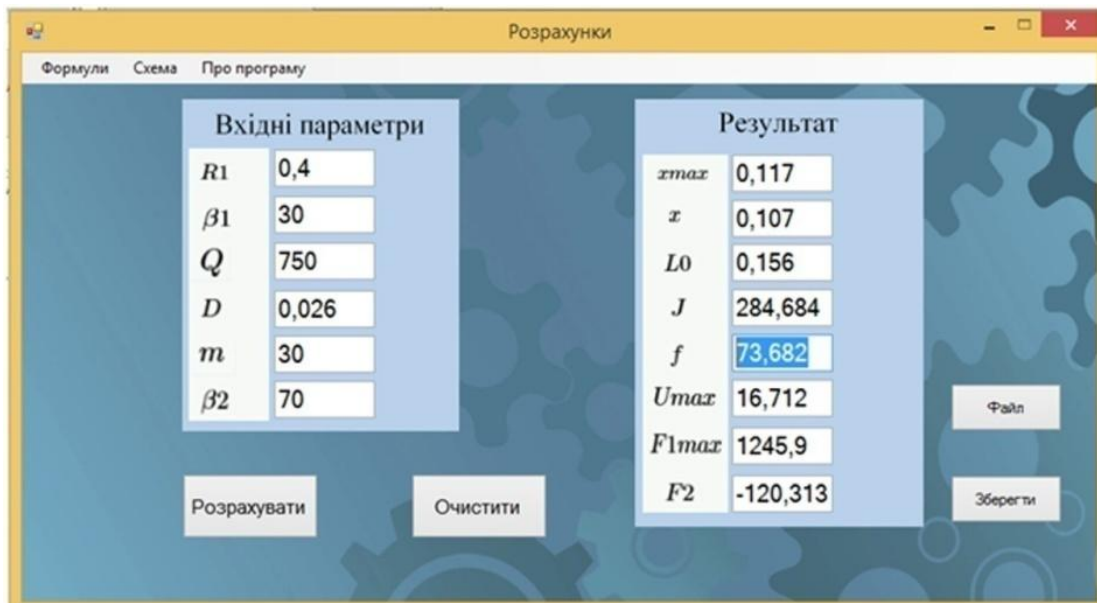 Розрахунки
Формули Схема Про програму
Вхідні параметри
R1 0,4
β1 30
Q 750
D 0,026
m 30
β2 70
Розрахувати
Очистити
Результат
xmax 0,117
x 0,107
L0 0,156
J 284,684
f 73,682
Umax 16,712
F1max 1245,9
F2 -120,313
Файл
Зберегти